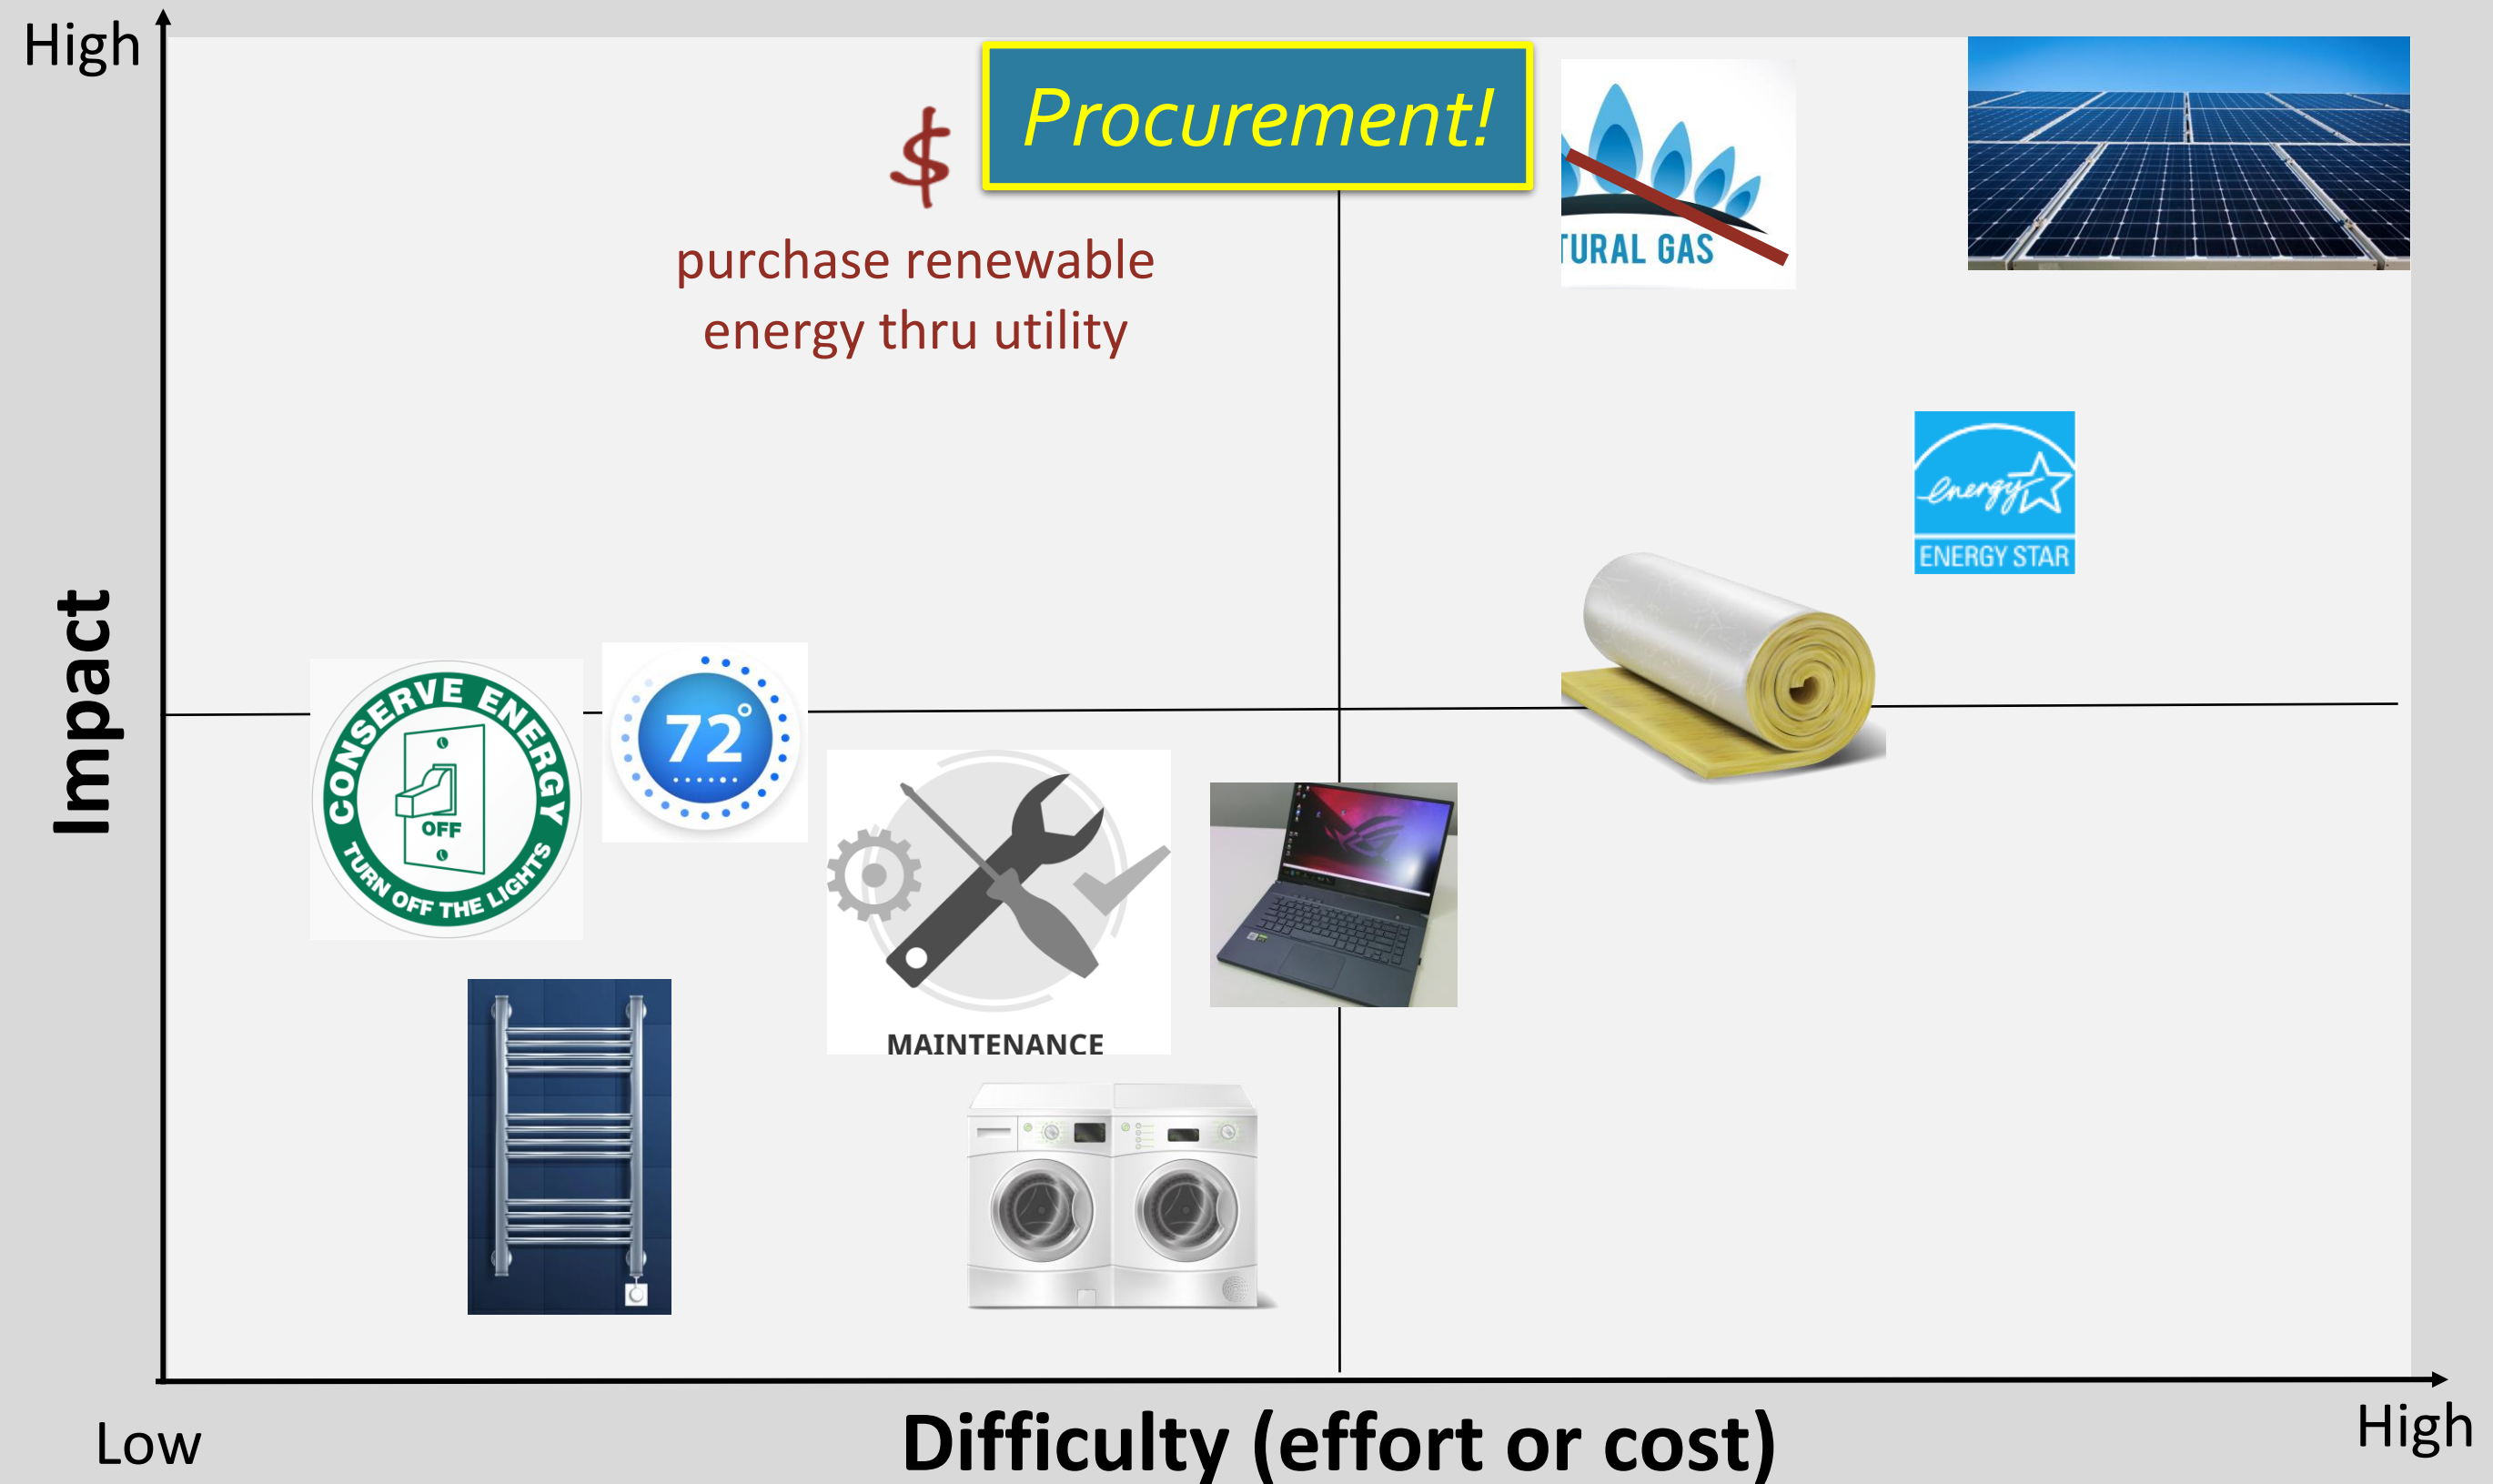 High
Procurement!
$
purchase renewable
energy thru utility
TURAL GAS
energy
ENERGY STAR
Impact
CONSERVE ENERGY
OFF
TURN OFF THE LIGHTS
72°
MAINTENANCE
Low
Difficulty (effort or cost)
High